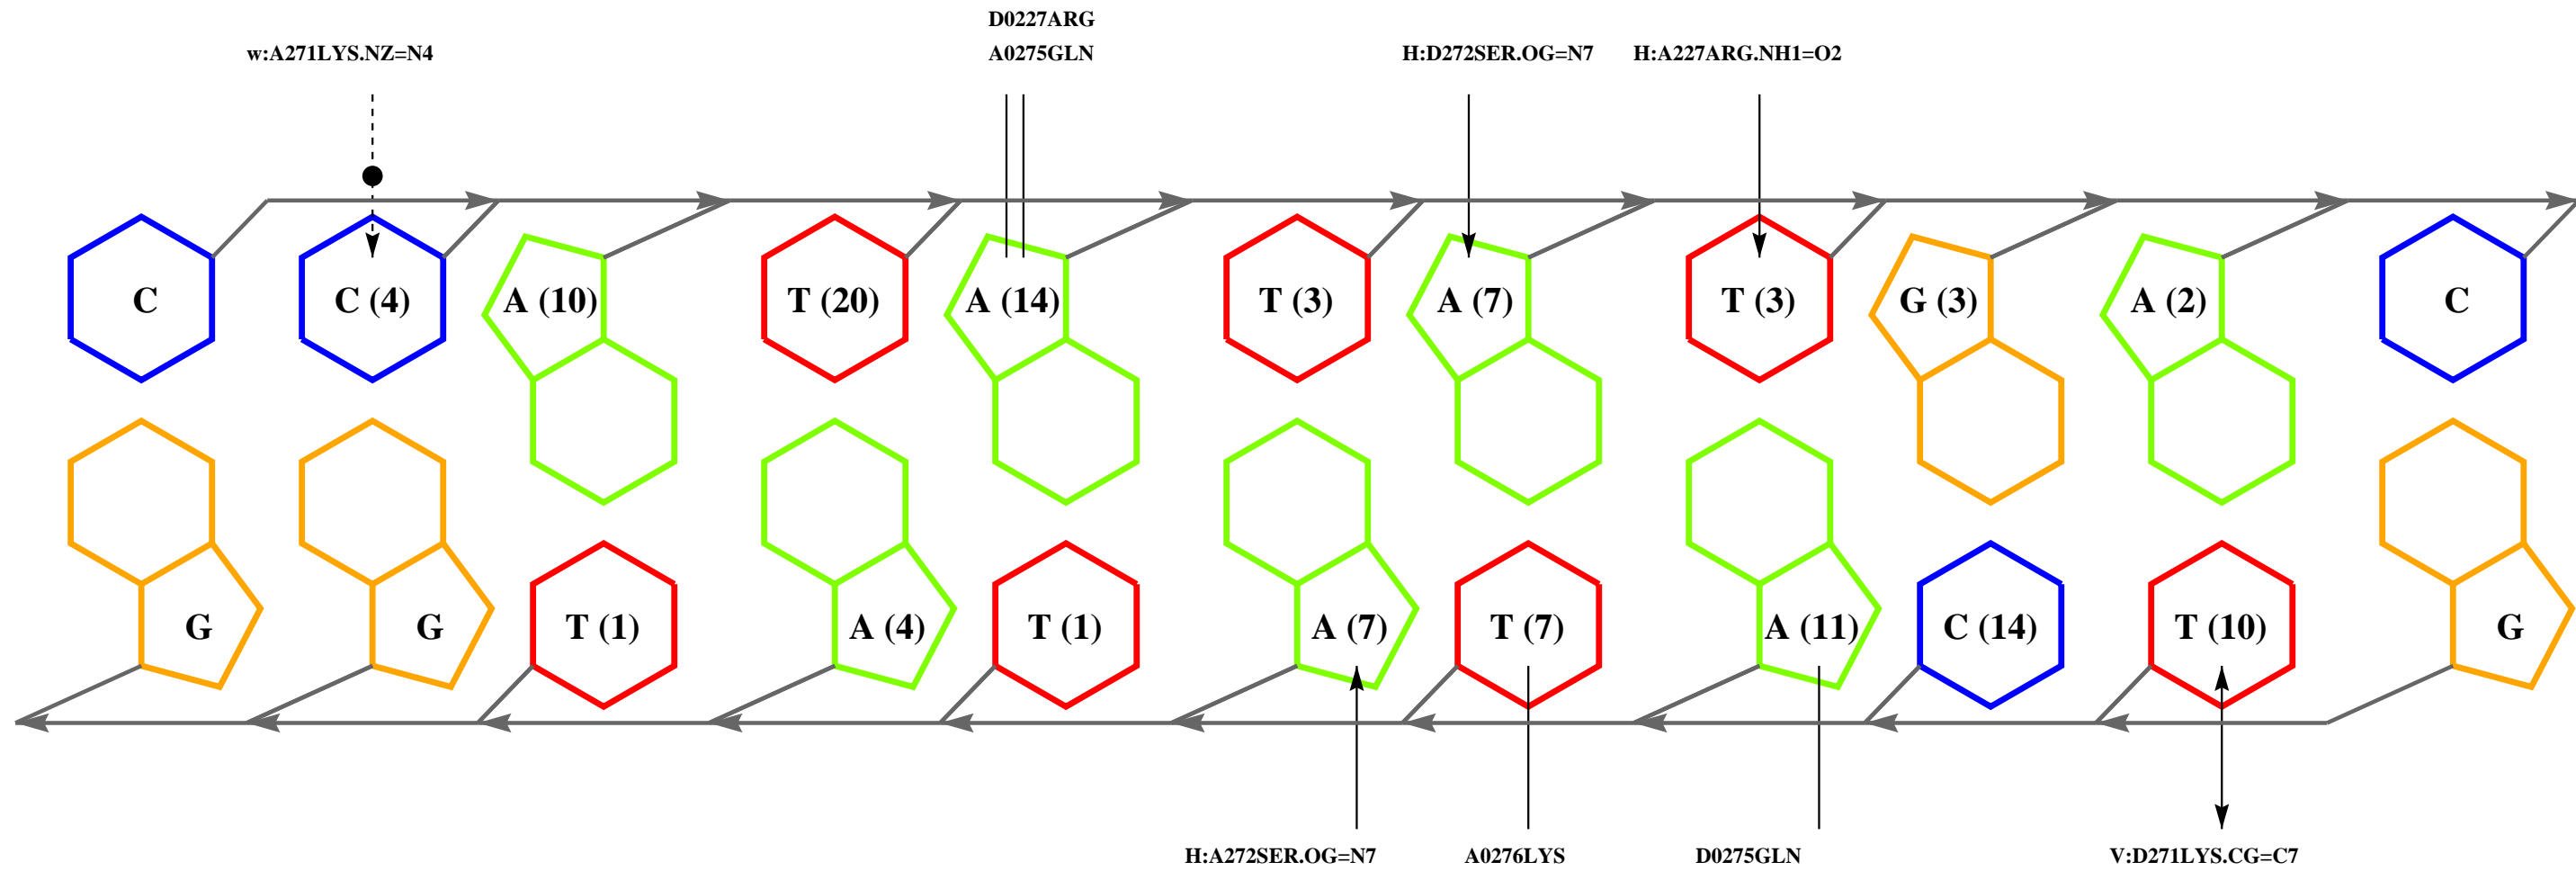 D0227ARG
w:A271LYS.NZ=N4 A0275GLN H:D272SER.OG=N7 H:A227ARG.NH1=O2
C C (4) A (10) T (20) A (14) T (3) A (7) T (3) G (3) A (2) C
G G T (1) A (4) T (1) A (7) T (7) A (11) C (14) T (10) G
H:A272SER.OG=N7 A0276LYS D0275GLN V:D271LYS.CG=C7